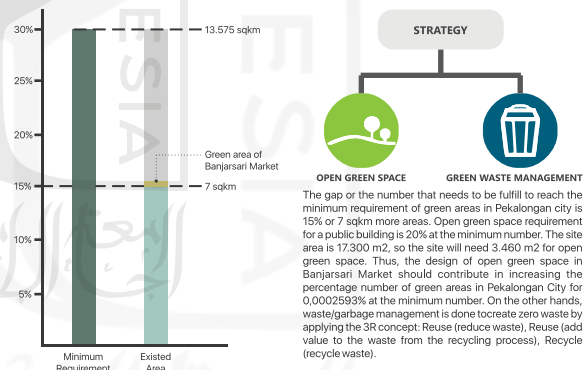 30%
25%
20%
15%
10%
5%
13.575 sqkm
Green area of
Banjarsari Market
7 sqkm
Minimum
Requirement
Existed
Area
STRATEGY
OPEN GREEN SPACE
GREEN WASTE MANAGEMENT
The gap or the number that needs to be fulfill to reach the
minimum requirement of green areas in Pekalongan city is
15% or 7 sqkm more areas. Open green space requirement
for a public building is 20% at the minimum number. The site
area is 17.300 m2, so the site will need 3.460 m2 for open
green space. Thus, the design of open green space in
Banjarsari Market should contribute in increasing the
percentage number of green areas in Pekalongan City for
0,0002593% at the minimum number. On the other hands,
waste/garbage management is done tocreate zero waste by
applying the 3R concept: Reuse (reduce waste), Reuse (add
value to the waste from the recycling process), Recycle
(recycle waste).
ESIA
ESIA